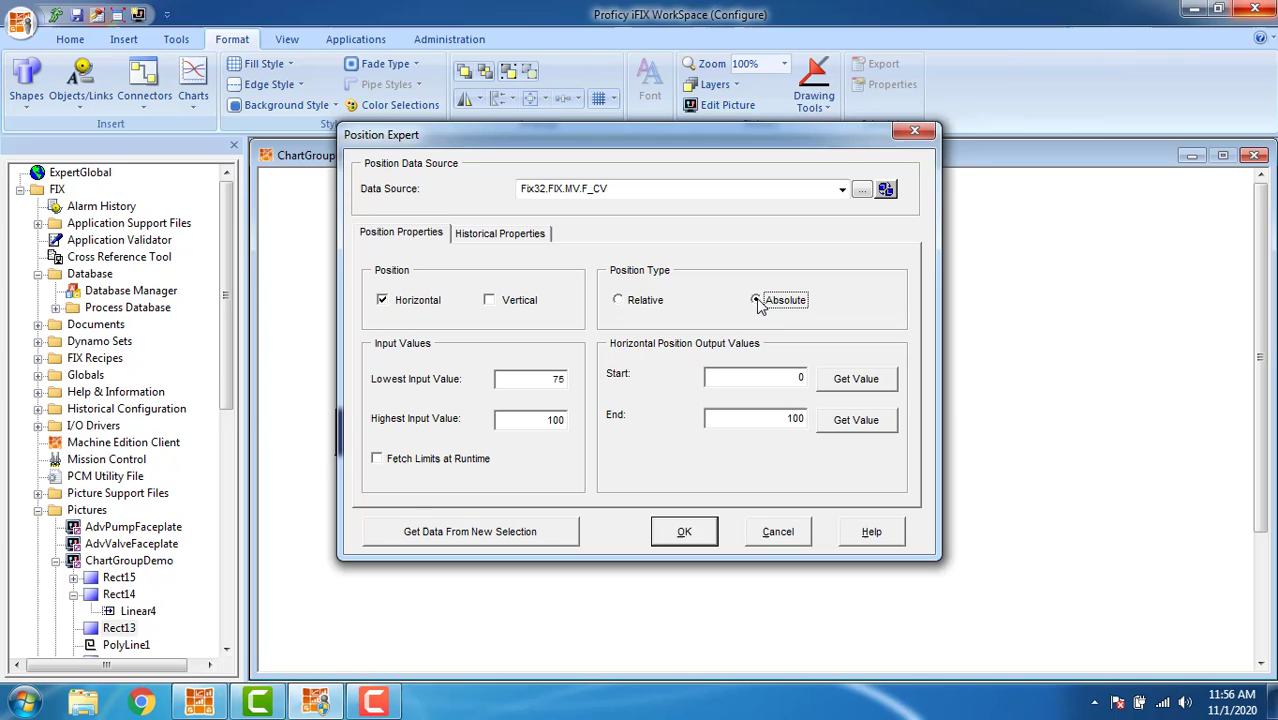 Proficy iFIX WorkSpace (Configure)
Home Insert Tools Format View Applications Administration
Shapes
Objects/Links
Connectors
Charts
Insert
Fill Style
Edge Style
Background Style
Fade Type
Pipe Styles
Color Selections
Font
Zoom 100%
Layers
Edit Picture
Drawing
Tools
Export
Properties
ExpertGlobal
FIX
Alarm History
Application Support Files
Application Validator
Cross Reference Tool
Database
Database Manager
Process Database
Documents
Dynamo Sets
FIX Recipes
Globals
Help & Information
Historical Configuration
I/O Drivers
Machine Edition Client
Mission Control
PCM Utility File
Picture Support Files
Pictures
AdvPumpFaceplate
AdvValveFaceplate
ChartGroupDemo
Rect15
Rect14
Linear4
Rect13
PolyLine1
ChartGroup
Position Expert
Position Data Source
Data Source: Fix32.FIX.MV.F_CV ...
Position Properties Historical Properties
Position
Horizontal Vertical
Position Type
Relative Absolute
Input Values
Lowest Input Value: 75
Highest Input Value: 100
Fetch Limits at Runtime
Horizontal Position Output Values
Start: 0 Get Value
End: 100 Get Value
Get Data From New Selection OK Cancel Help
11:56 AM
11/1/2020